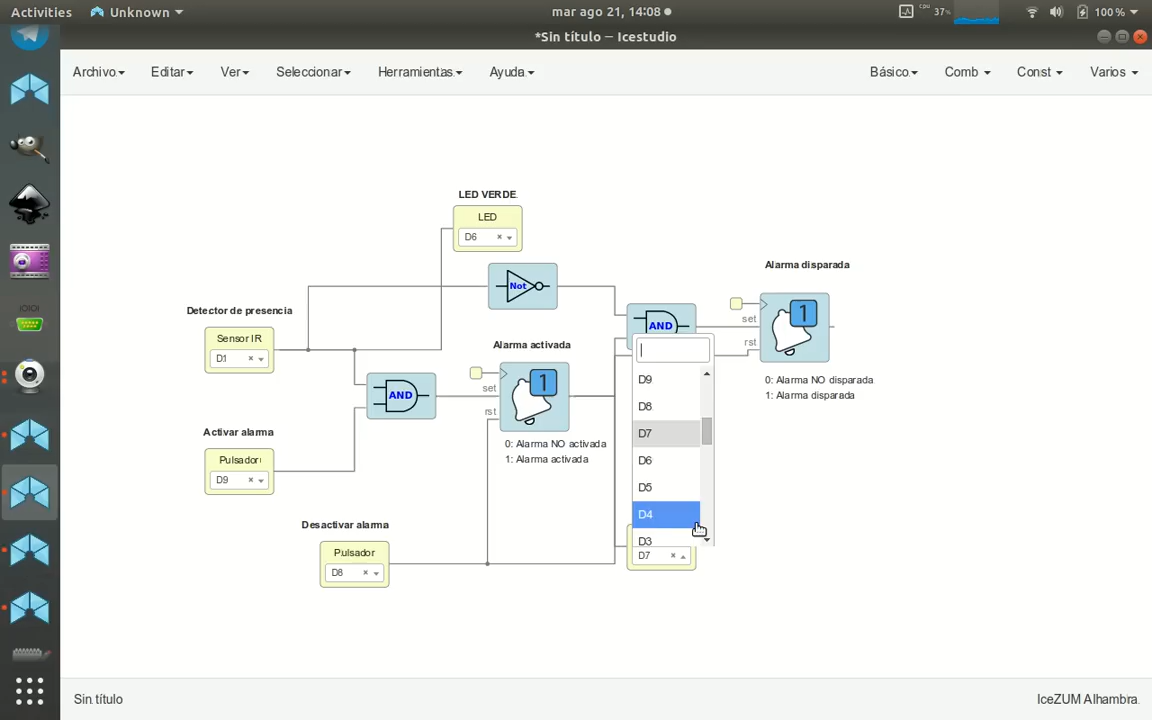 Activities
Unknown
mar ago 21, 14:08
cpu
37%
100 %
*Sin título – Icestudio
Archivo
Editar
Ver
Seleccionar
Herramientas
Ayuda
Básico
Comb
Const
Varios
LED VERDE
LED
D6
Not
Alarma disparada
Detector de presencia
Sensor IR
D1
AND
1
set
rst
Alarma activada
1
set
rst
AND
0: Alarma NO disparada
1: Alarma disparada
D9
D8
D7
D6
D5
D4
D3
D7
Activar alarma
Pulsador
D9
0: Alarma NO activada
1: Alarma activada
Desactivar alarma
Pulsador
D8
Sin título
IceZUM Alhambra